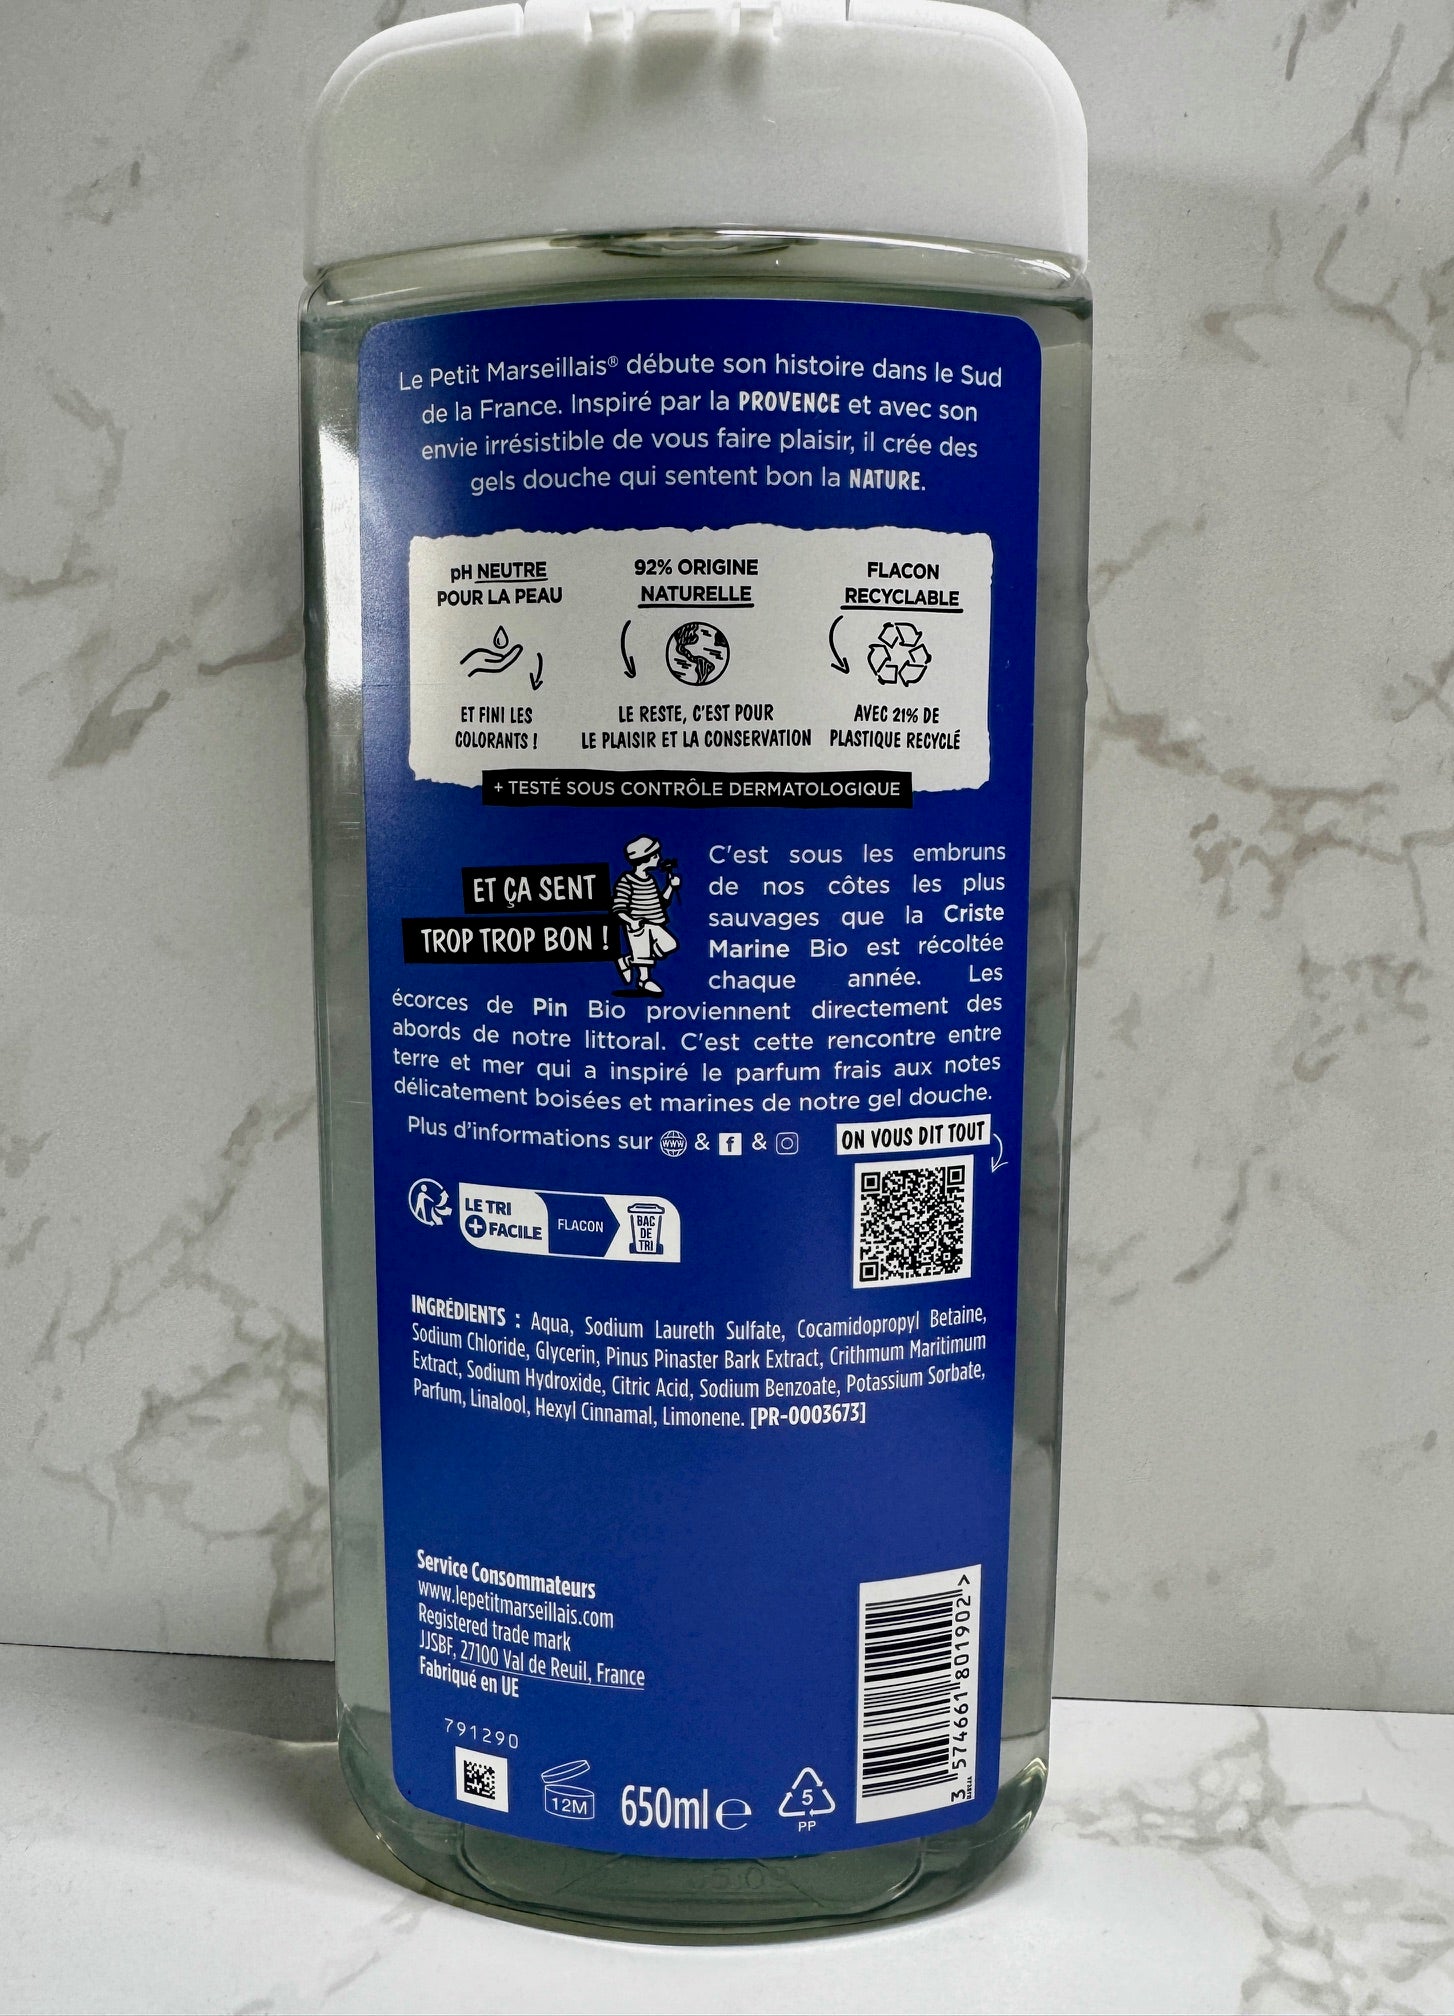 Le Petit Marseillais® débute son histoire dans le Sud
de la France. Inspiré par la PROVENCE et avec son
envie irrésistible de vous faire plaisir, il crée des
gels douche qui sentent bon la NATURE.
pH NEUTRE
POUR LA PEAU
ET FINI LES
COLORANTS !
92% ORIGINE
NATURELLE
LE RESTE, C'EST POUR
LE PLAISIR ET LA CONSERVATION
FLACON
RECYCLABLE
AVEC 21% DE
PLASTIQUE RECYCLÉ
+ TESTÉ SOUS CONTRÔLE DERMATOLOGIQUE
ET ÇA SENT
TROP TROP BON !
C'est sous les embruns
de nos côtes les plus
sauvages que la Criste
Marine Bio est récoltée
chaque année. Les
écorces de Pin Bio proviennent directement des
abords de notre littoral. C'est cette rencontre entre
terre et mer qui a inspiré le parfum frais aux notes
délicatement boisées et marines de notre gel douche.
Plus d'informations sur www & f &
ON VOUS DIT TOUT
LE TRI
+ FACILE
FLACON
BAC
DE
TRI
INGRÉDIENTS : Aqua, Sodium Laureth Sulfate, Cocamidopropyl Betaine,
Sodium Chloride, Glycerin, Pinus Pinaster Bark Extract, Crithmum Maritimum
Extract, Sodium Hydroxide, Citric Acid, Sodium Benzoate, Potassium Sorbate,
Parfum, Linalool, Hexyl Cinnamal, Limonene. [PR-0003673]
Service Consommateurs
www.lepetitmarseillais.com
Registered trade mark
JJSBF, 27100 Val de Reuil, France
Fabriqué en UE
791290
12M
650ml e
5
PP
3 574661 801902 >